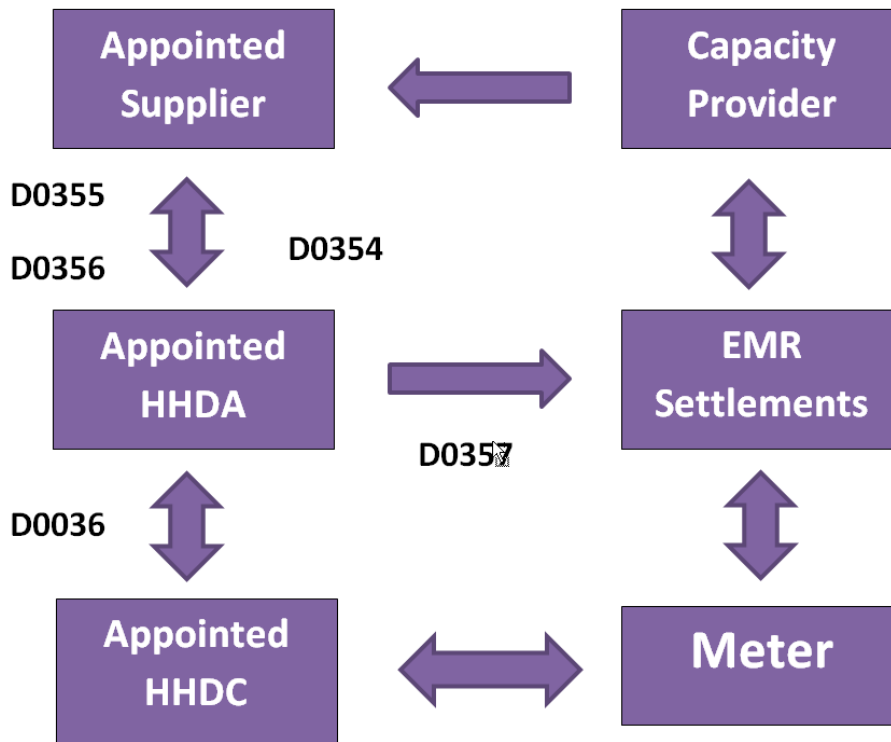 Appointed
Supplier
Capacity
Provider
D0355
D0354
D0356
Appointed
HHDA
EMR
Settlements
D0357
D0036
Appointed
HHDC
Meter